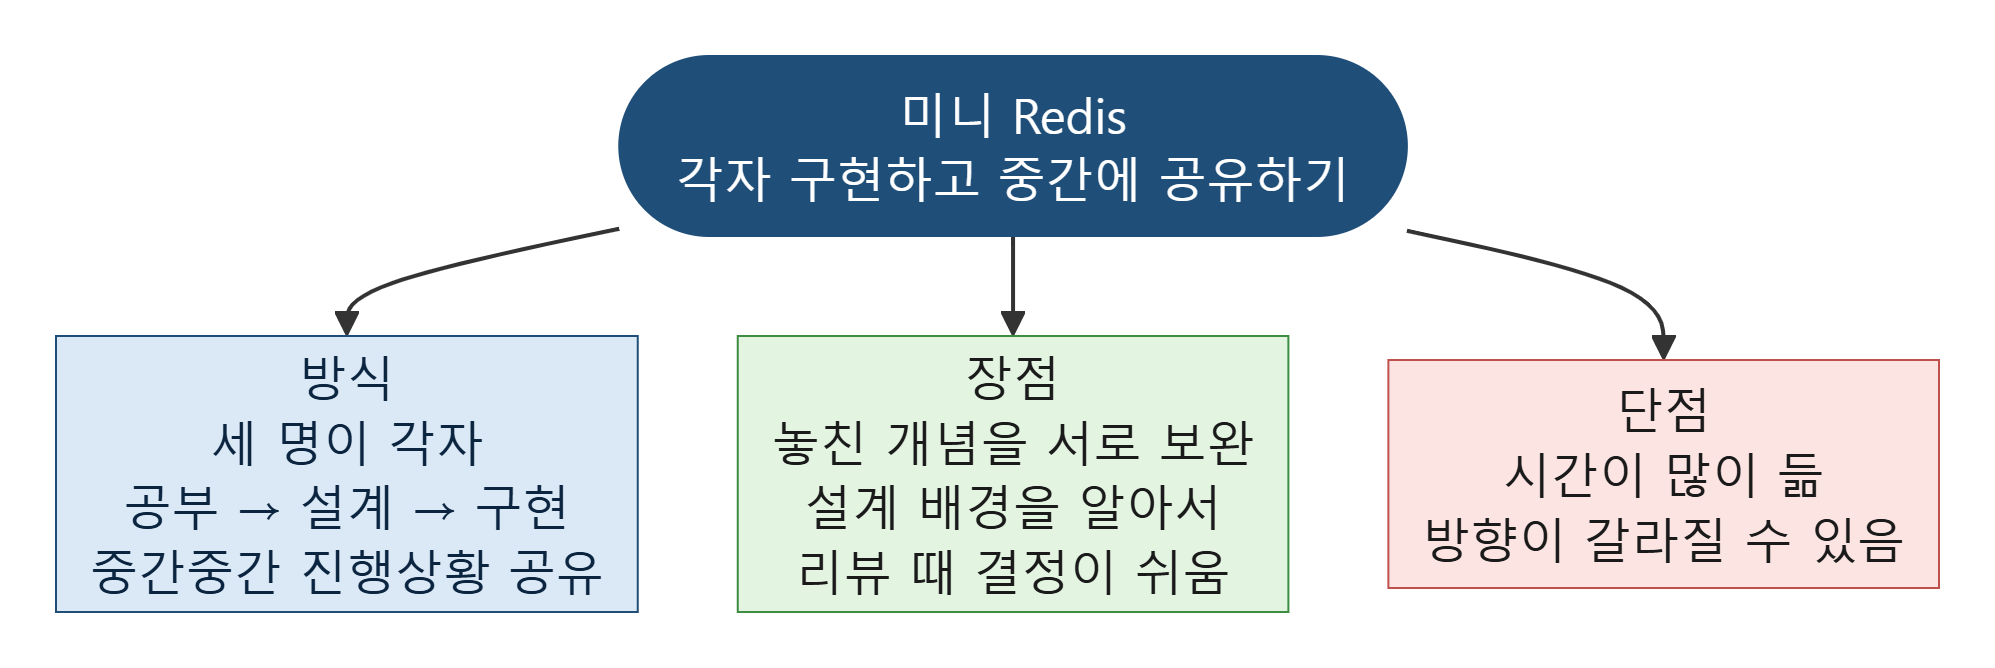 미니 Redis
각자 구현하고 중간에 공유하기
방식
세 명이 각자
공부 → 설계 → 구현
중간중간 진행상황 공유
장점
놓친 개념을 서로 보완
설계 배경을 알아서
리뷰 때 결정이 쉬움
단점
시간이 많이 듦
방향이 갈라질 수 있음